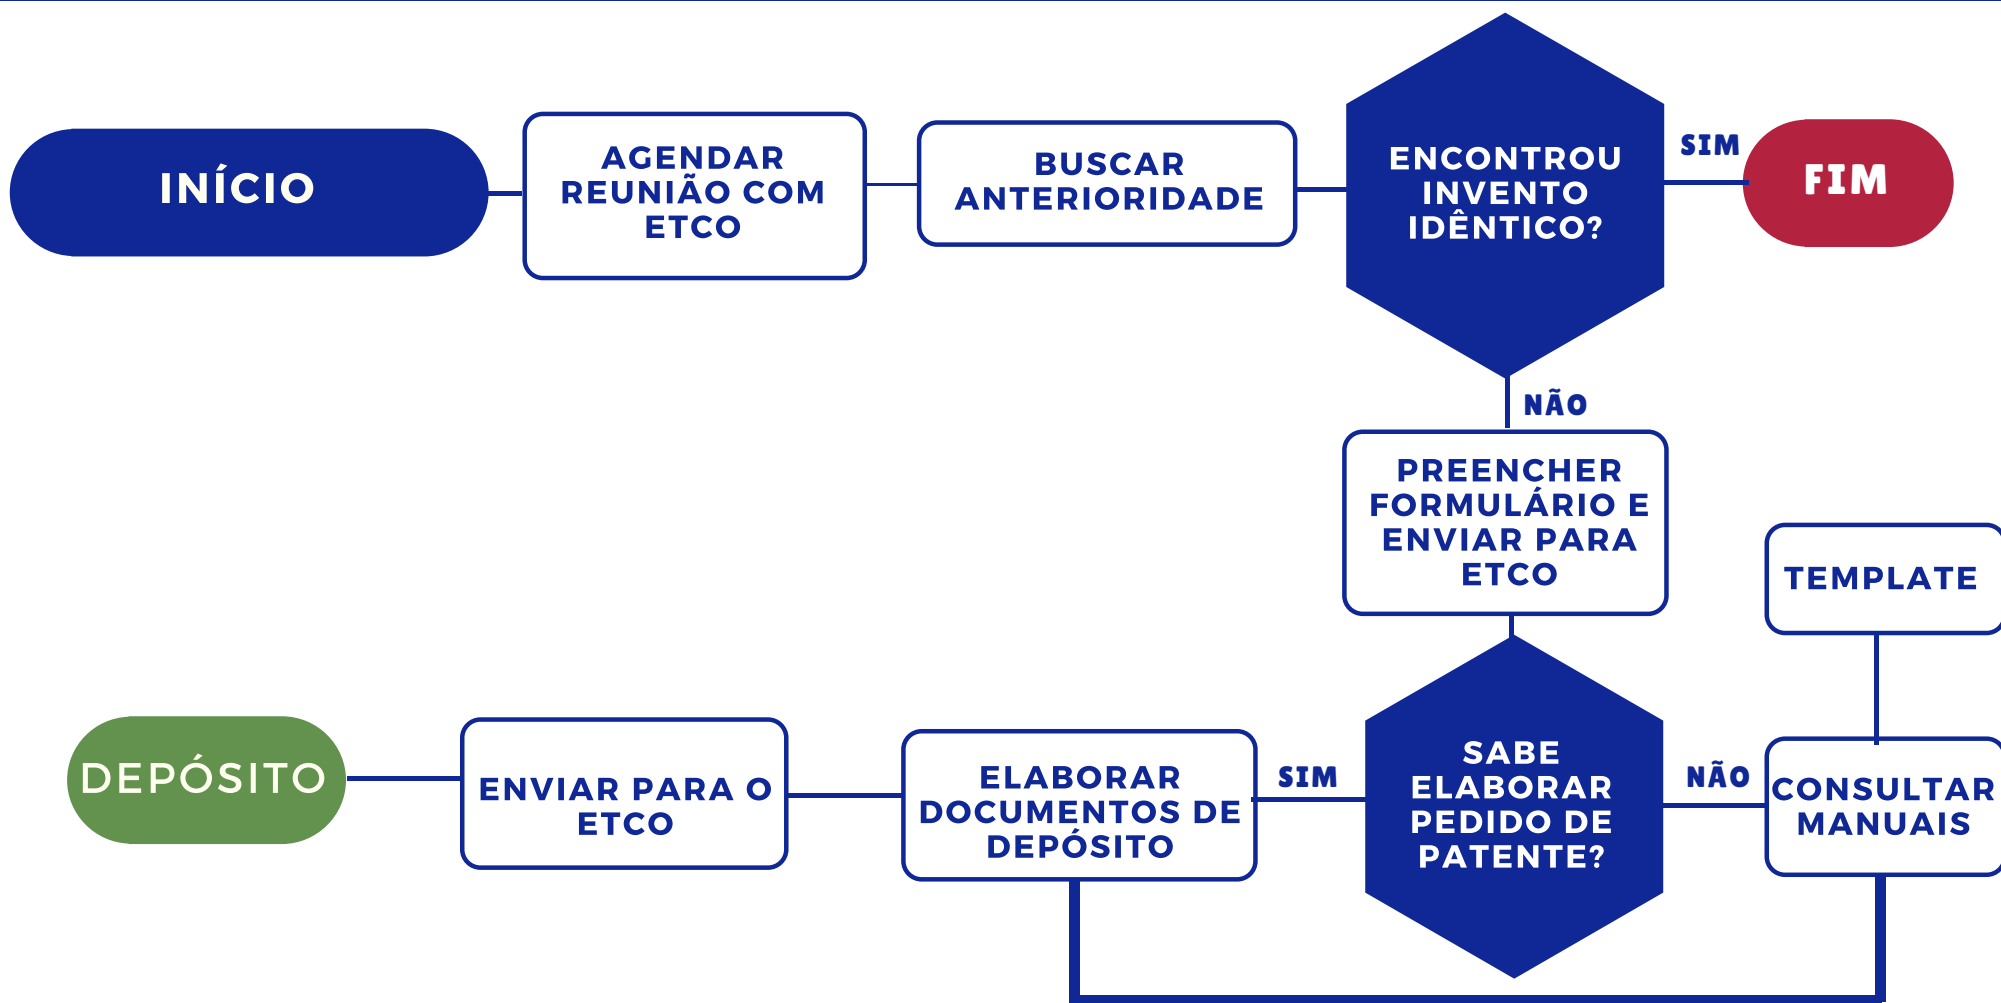 INÍCIO
AGENDAR
REUNIÃO COM
ETCO
BUSCAR
ANTERIORIDADE
ENCONTROU
INVENTO
IDÊNTICO?
SIM
FIM
NÃO
PREENCHER
FORMULÁRIO E
ENVIAR PARA
ETCO
TEMPLATE
DEPÓSITO
ENVIAR PARA O
ETCO
ELABORAR
DOCUMENTOS DE
DEPÓSITO
SIM
SABE
ELABORAR
PEDIDO DE
PATENTE?
NÃO
CONSULTAR
MANUAIS